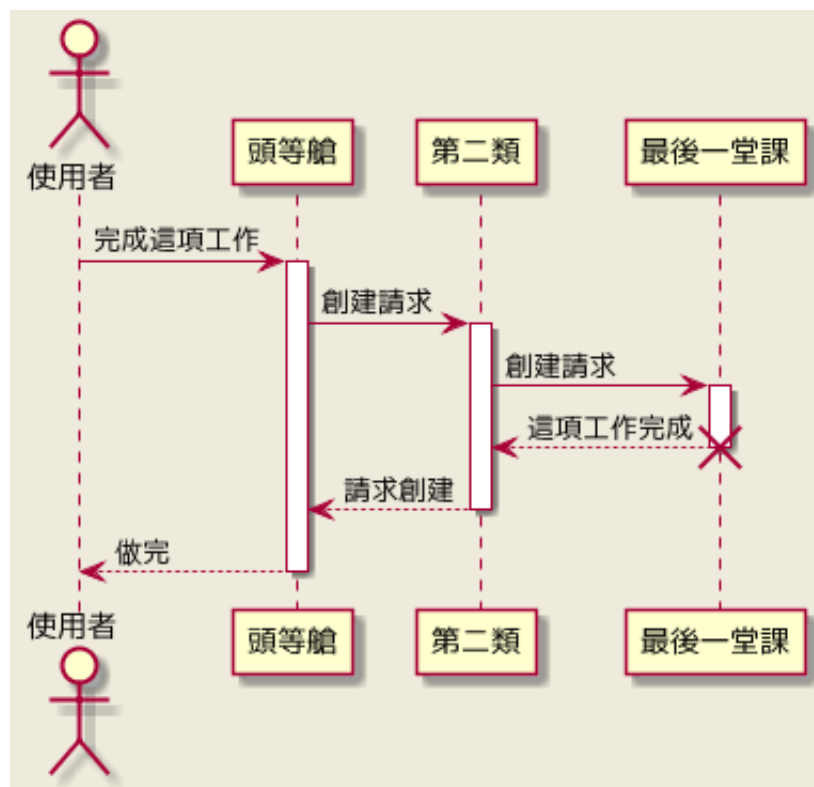 使用者
頭等艙
第二類
最後一堂課
完成這項工作
創建請求
創建請求
這項工作完成
請求創建
做完
使用者
頭等艙
第二類
最後一堂課